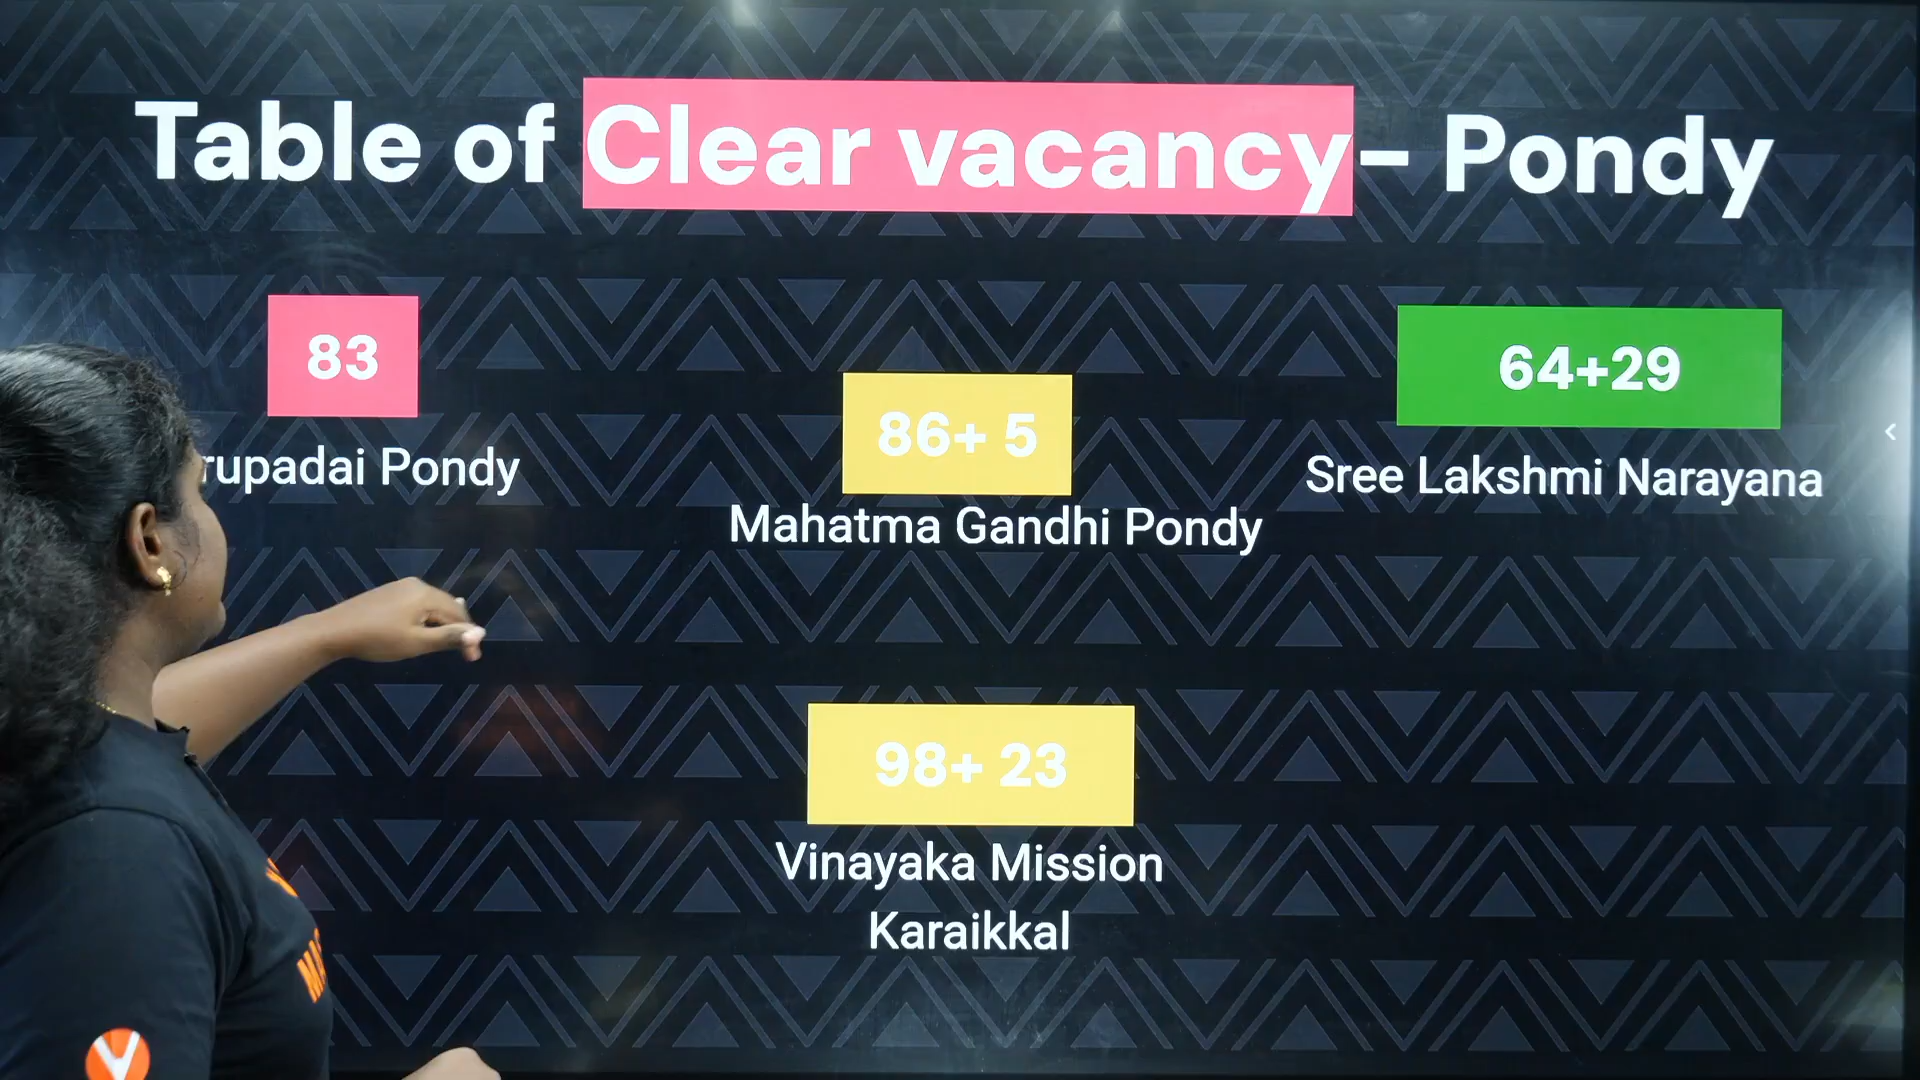 Table of Clear vacancy- Pondy
83
86+ 5
64+29
Pondy
Mahatma Gandhi Pondy
Sree Lakshmi Narayana
98+ 23
Vinayaka Mission
Karaikkal